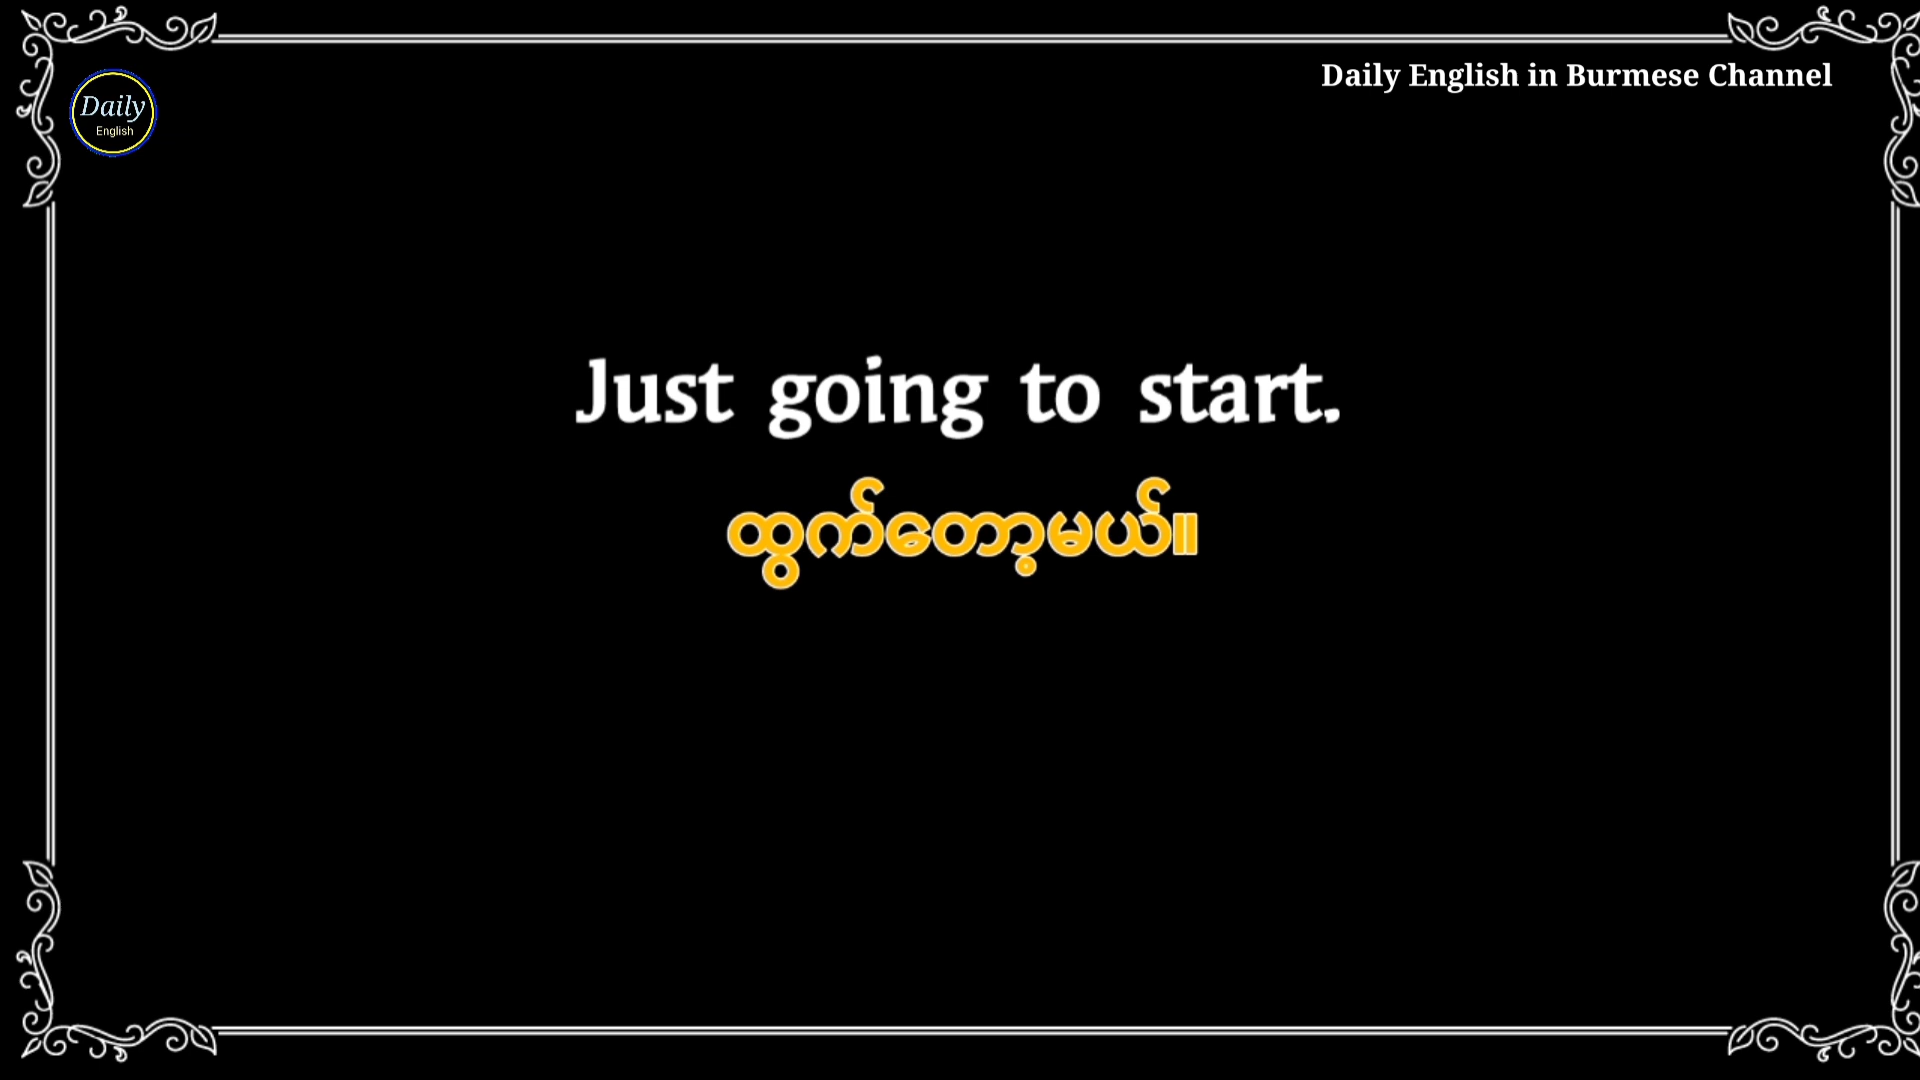 Daily English in Burmese Channel
Daily
English
Just going to start.
ထွက်တော့မယ်။